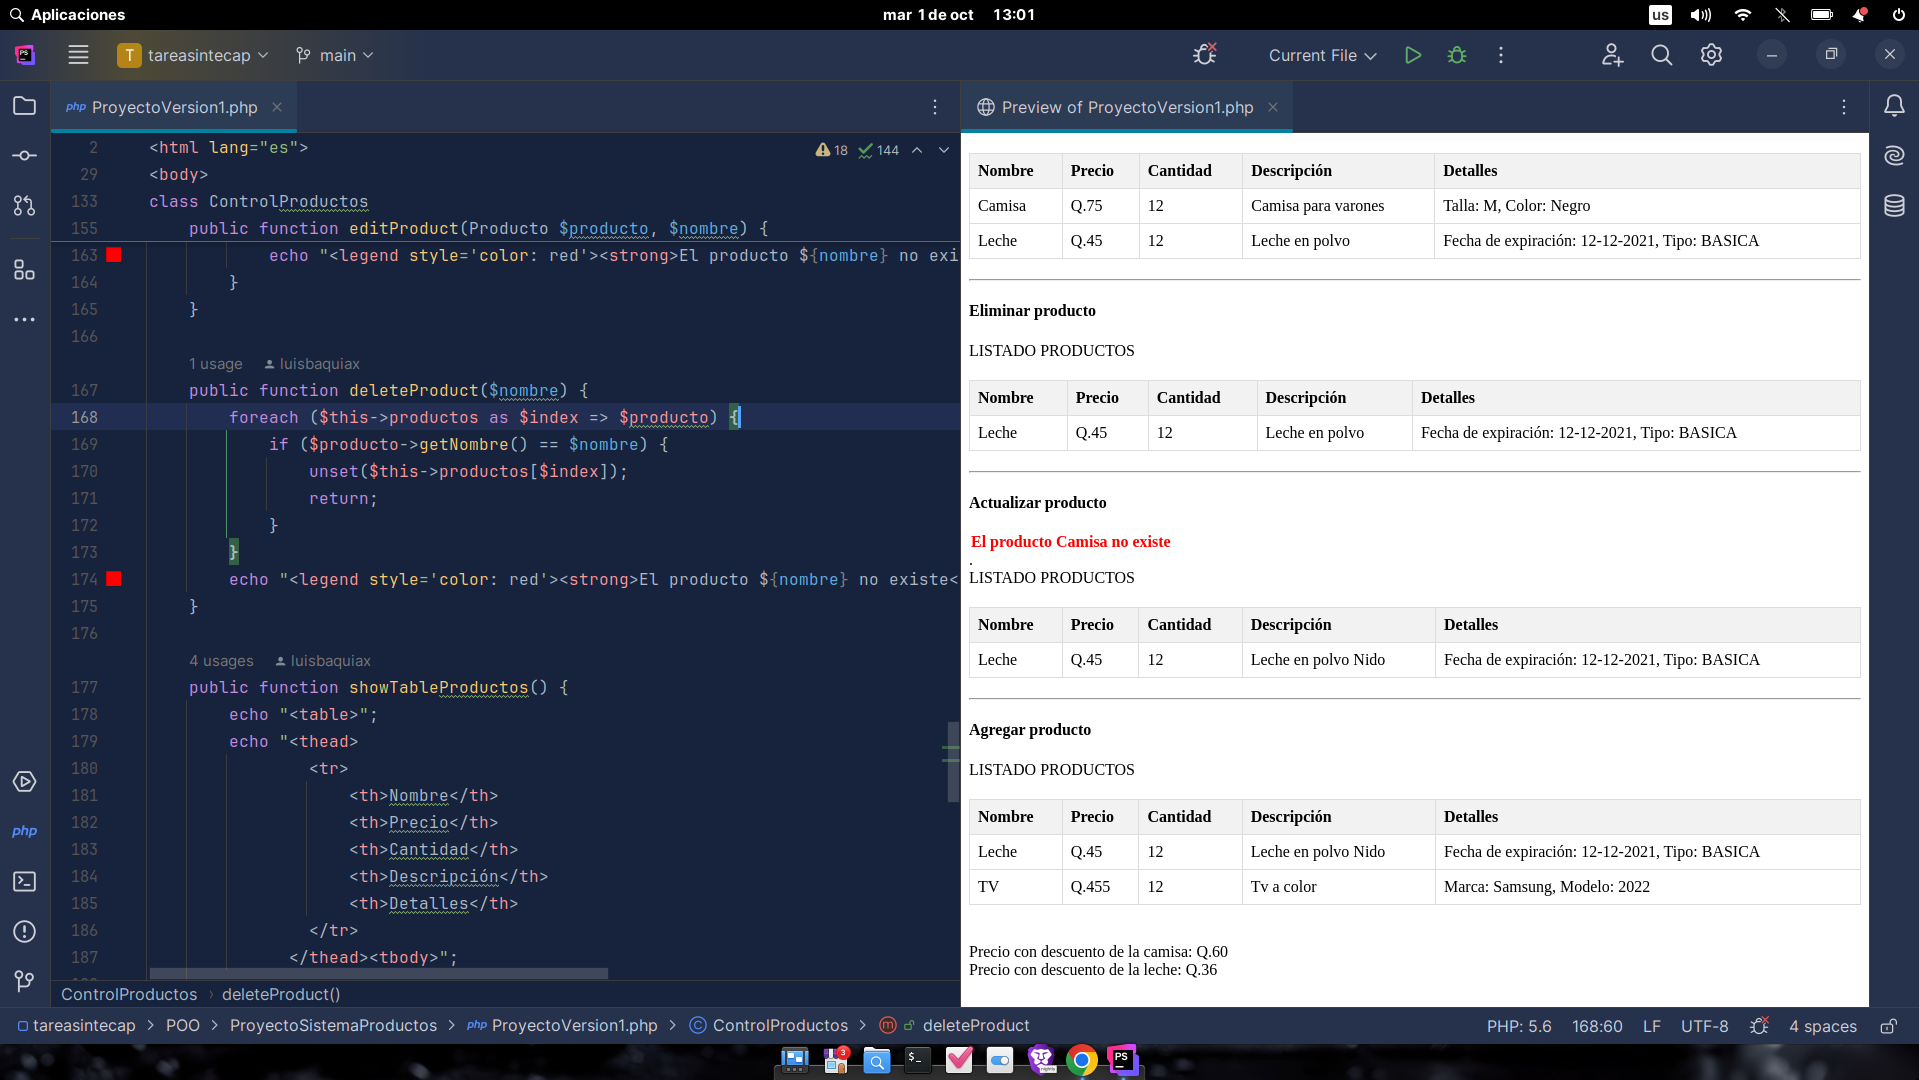 Aplicaciones
mar 1 de oct 13:01
us
T tareasintecap
main
Current File
php ProyectoVersion1.php
Preview of ProyectoVersion1.php
18 144
2 <html lang="es">
29 <body>
133 class ControlProductos
155 public function editProduct(Producto $producto, $nombre) {
163 echo "<legend style='color: red'><strong>El producto ${nombre} no exi
164 }
165 }
166
1 usage luisbaquiax
167 public function deleteProduct($nombre) {
168 foreach ($this->productos as $index => $producto) {
169 if ($producto->getNombre() == $nombre) {
170 unset($this->productos[$index]);
171 return;
172 }
173 }
174 echo "<legend style='color: red'><strong>El producto ${nombre} no existe<
175 }
176
4 usages luisbaquiax
177 public function showTableProductos() {
178 echo "<table>";
179 echo "<thead>
180 <tr>
181 <th>Nombre</th>
182 <th>Precio</th>
183 <th>Cantidad</th>
184 <th>Descripción</th>
185 <th>Detalles</th>
186 </tr>
187 </thead><tbody>";
ControlProductos › deleteProduct()
Nombre Precio Cantidad Descripción Detalles
Camisa Q.75 12 Camisa para varones Talla: M, Color: Negro
Leche Q.45 12 Leche en polvo Fecha de expiración: 12-12-2021, Tipo: BASICA
Eliminar producto
LISTADO PRODUCTOS
Nombre Precio Cantidad Descripción Detalles
Leche Q.45 12 Leche en polvo Fecha de expiración: 12-12-2021, Tipo: BASICA
Actualizar producto
El producto Camisa no existe
.
LISTADO PRODUCTOS
Nombre Precio Cantidad Descripción Detalles
Leche Q.45 12 Leche en polvo Nido Fecha de expiración: 12-12-2021, Tipo: BASICA
Agregar producto
LISTADO PRODUCTOS
Nombre Precio Cantidad Descripción Detalles
Leche Q.45 12 Leche en polvo Nido Fecha de expiración: 12-12-2021, Tipo: BASICA
TV Q.455 12 Tv a color Marca: Samsung, Modelo: 2022
Precio con descuento de la camisa: Q.60
Precio con descuento de la leche: Q.36
php
tareasintecap > POO > ProyectoSistemaProductos > php ProyectoVersion1.php > C ControlProductos > m deleteProduct
PHP: 5.6 168:60 LF UTF-8 4 spaces
3
PS